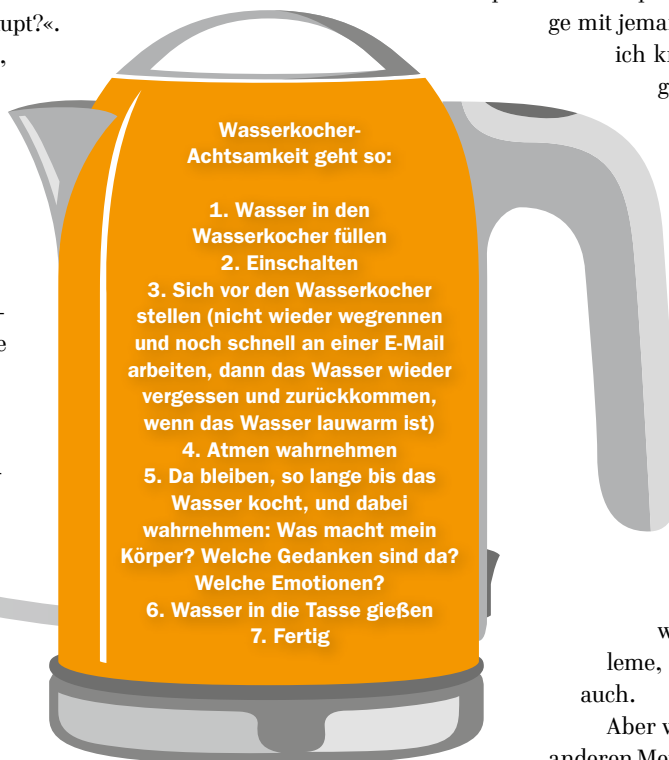 upt?«.
ge mit jemar
ich k
g
Wasserkocher-
Achtsamkeit geht so:
1. Wasser in den
Wasserkocher füllen
2. Einschalten
3. Sich vor den Wasserkocher
stellen (nicht wieder wegrennen
und noch schnell an einer E-Mail
arbeiten, dann das Wasser wieder
vergessen und zurückkommen,
wenn das Wasser lauwarm ist)
4. Atmen wahrnehmen
5. Da bleiben, so lange bis das
Wasser kocht, und dabei
wahrnehmen: Was macht mein
Körper? Welche Gedanken sind da?
Welche Emotionen?
6. Wasser in die Tasse gießen
7. Fertig
w
leme,
auch.
Aber w
anderen Me